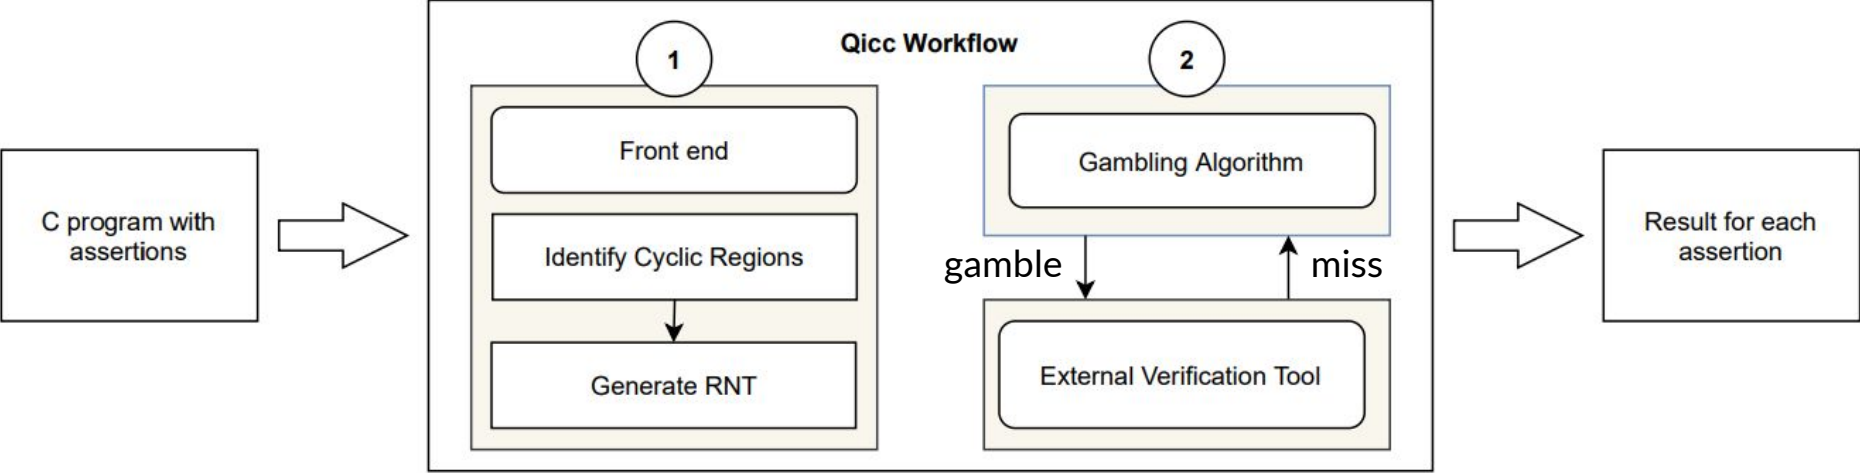 Qicc Workflow
1
2
Front end
Gambling Algorithm
C program with
assertions
Identify Cyclic Regions
gamble
miss
Result for each
assertion
Generate RNT
External Verification Tool